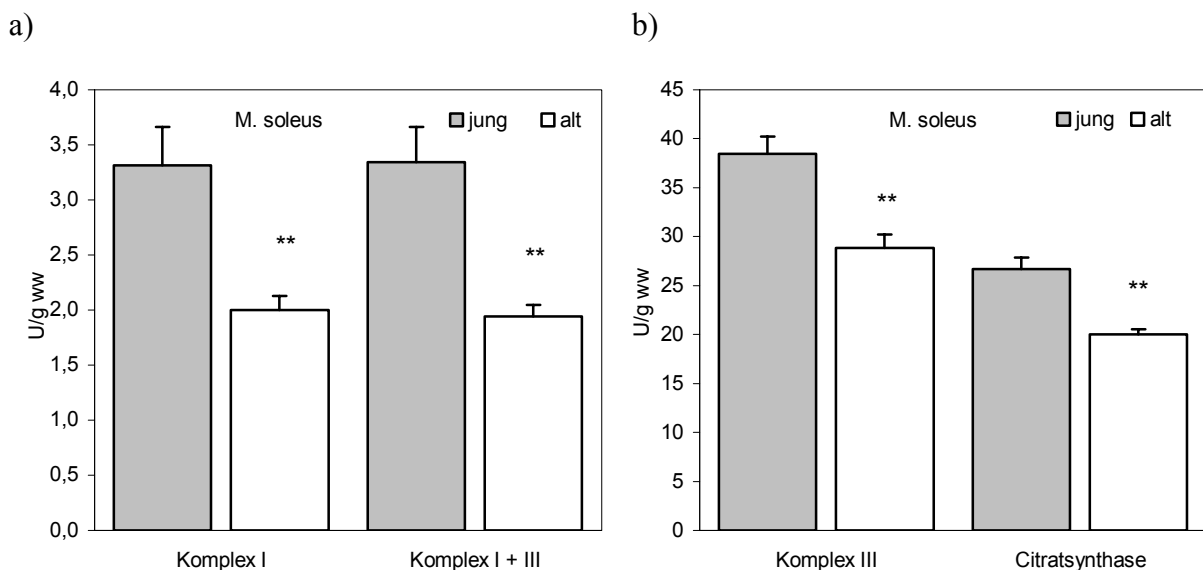 a)
4,0
3,5
3,0
2,5
2,0
1,5
1,0
0,5
0,0
U/g ww
M. soleus
jung alt
**
**
Komplex I Komplex I + III
b)
45
40
35
30
25
20
15
10
5
0
U/g ww
M. soleus
jung alt
**
**
Komplex III Citratsynthase